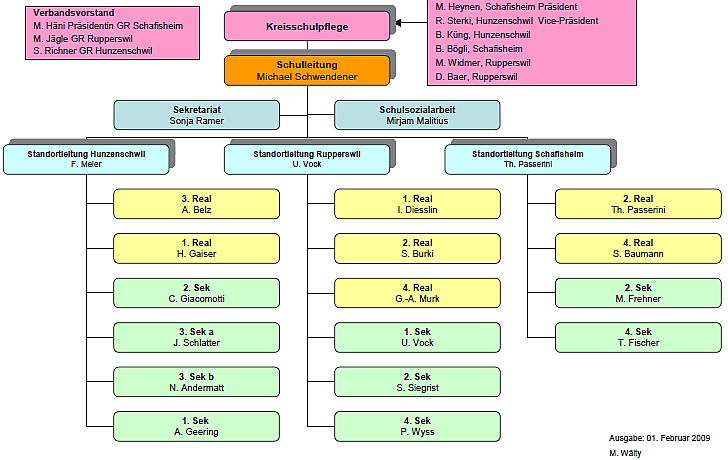 Verbandsvorstand
M. Häni Präsidentin GR Schafisheim
M. Jägle GR Rupperswil
S. Richner GR Hunzenschwil
Kreisschulpflege
M. Heynen, Schafisheim Präsident
R. Sterki, Hunzenschwil Vice-Präsident
B. Küng, Hunzenschwil
B. Bögli, Schafisheim
M. Widmer, Rupperswil
D. Baer, Rupperswil
Schulleitung
Michael Schwendener
Sekretariat
Sonja Ramer
Schulsozialarbeit
Mirjam Malitius
Standortleitung Hunzenschwil
F. Meier
Standortleitung Rupperswil
U. Vock
Standortleitung Schafisheim
Th. Passerini
3. Real
A. Belz
1. Real
H. Gaiser
2. Sek
C. Giacomotti
3. Sek a
J. Schlatter
3. Sek b
N. Andermatt
1. Sek
A. Geering
1. Real
I. Diesslin
2. Real
S. Burki
4. Real
G.-A. Murk
1. Sek
U. Vock
2. Sek
S. Siegrist
4. Sek
P. Wyss
2. Real
Th. Passerini
4. Real
S. Baumann
2. Sek
M. Frehner
4. Sek
T. Fischer
Ausgabe: 01. Februar 2009
M. Wälty